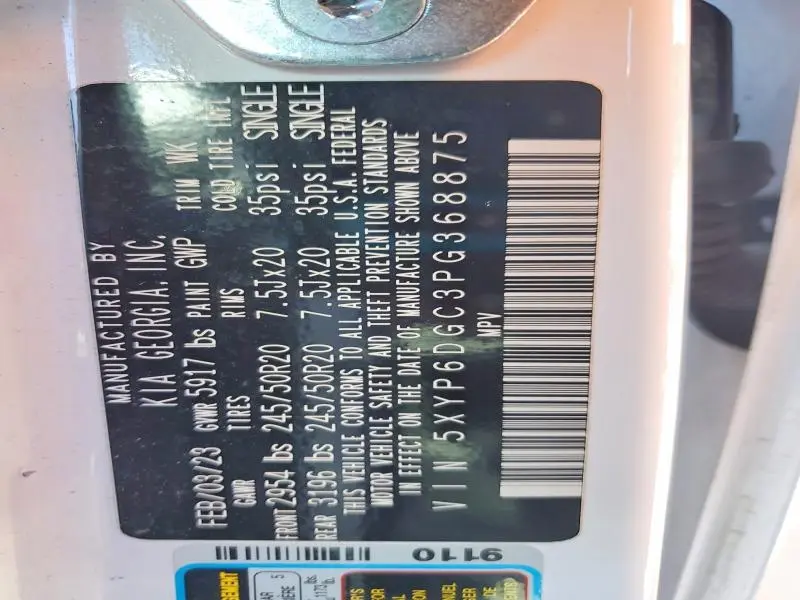 MANUFACTURED BY
KIA GEORGIA, INC.
FEB/03/23 GVWR 5917 lbs PAINT GWP TRIM WK
GAWR TIRES RIMS COLD TIRE INFL
FRONT 2954 lbs 245/50R20 7.5Jx20 35psi SINGLE
REAR 3196 lbs 245/50R20 7.5Jx20 35psi SINGLE
THIS VEHICLE CONFORMS TO ALL APPLICABLE U.S.A. FEDERAL
MOTOR VEHICLE SAFETY AND THEFT PREVENTION STANDARDS
IN EFFECT ON THE DATE OF MANUFACTURE SHOWN ABOVE
VIN 5XYP6DGC3PG368875
MPV
9110